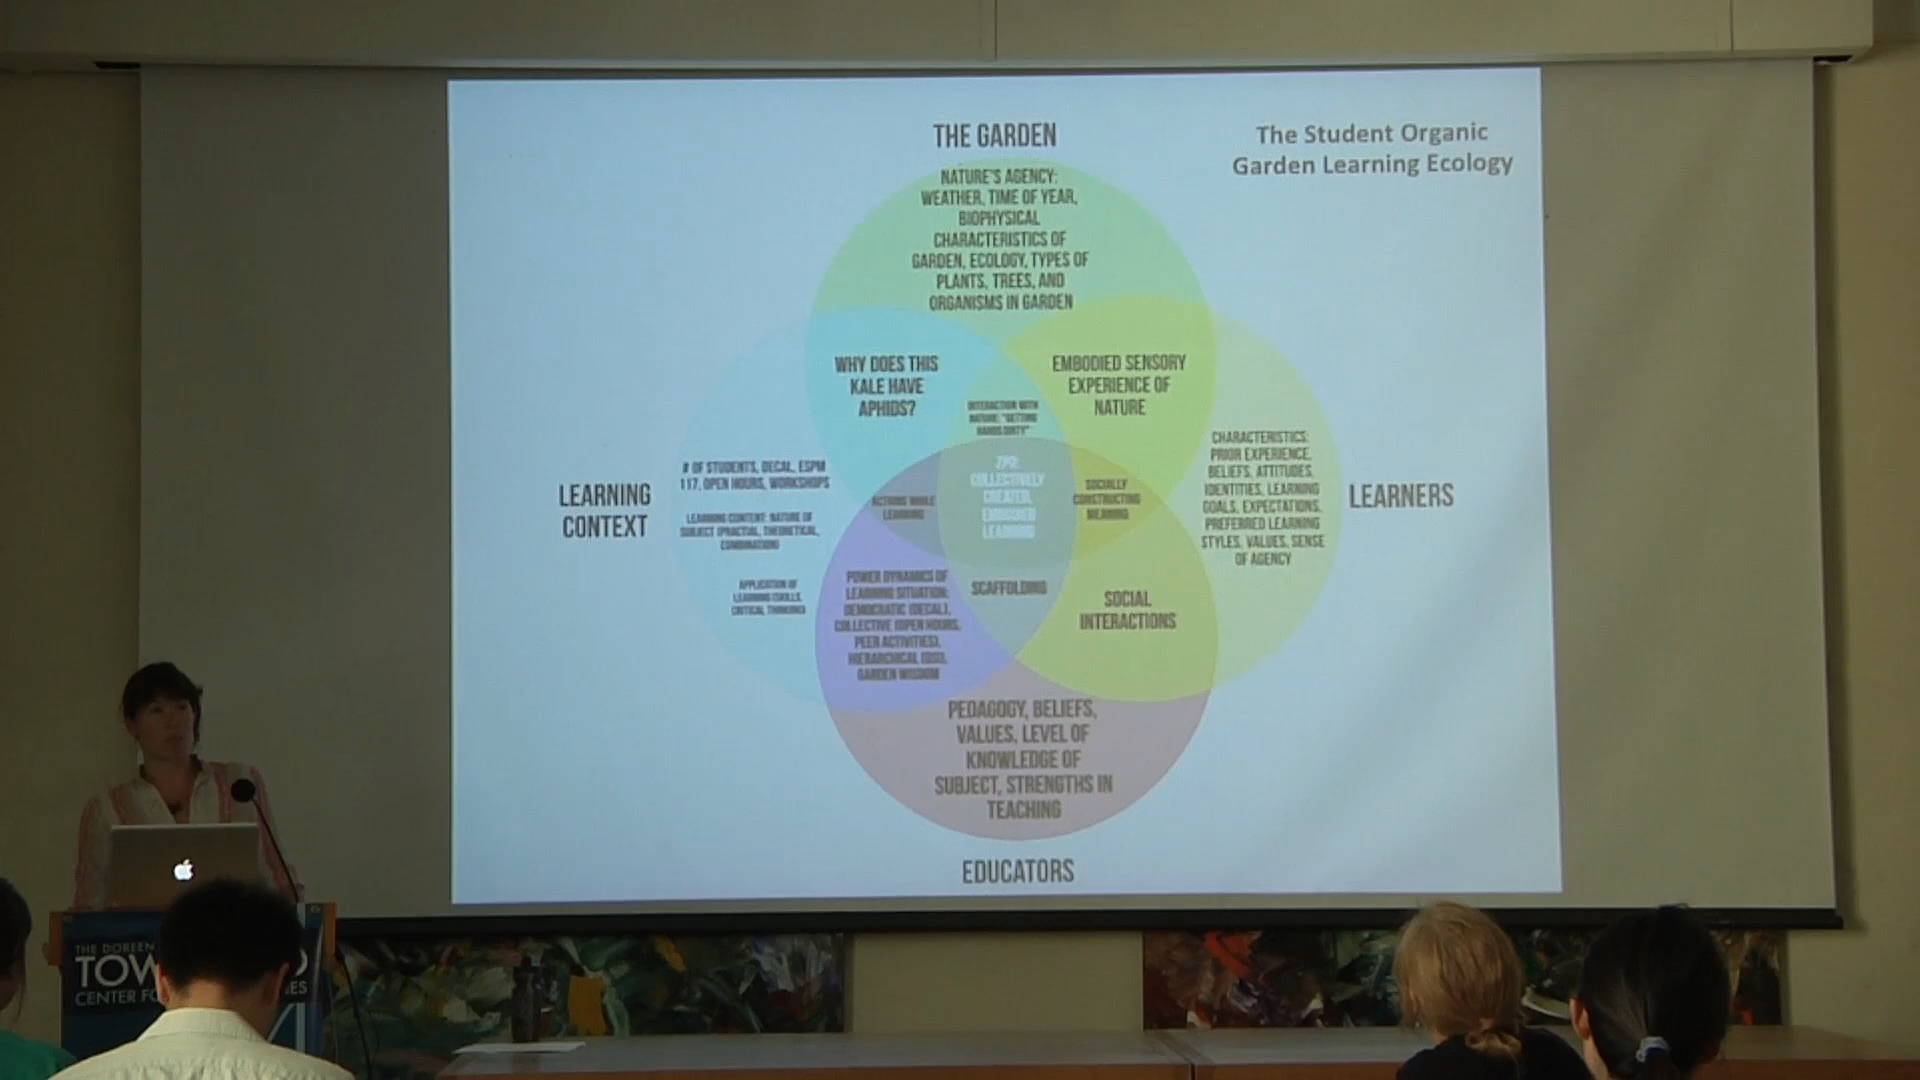 THE GARDEN
The Student Organic
Garden Learning Ecology
NATURE'S AGENCY:
WEATHER, TIME OF YEAR,
BIOPHYSICAL
CHARACTERISTICS OF
GARDEN, ECOLOGY, TYPES OF
PLANTS, TREES, AND
ORGANISMS IN GARDEN
WHY DOES THIS
KALE HAVE
APHIDS?
EMBODIED SENSORY
EXPERIENCE OF
NATURE
INTERACTION WITH
NATURE: "GETTING
HANDS DIRTY"
LEARNING
CONTEXT
# OF STUDENTS, DECAL, ESPM
117, OPEN HOURS, WORKSHOPS
LEARNING CONTENT: NATURE OF
SUBJECT (PRACTIAL, THEORETICAL,
COMBINATION)
APPLICATION OF
LEARNING (SKILLS,
CRITICAL THINKING)
ACTIONS WHILE
LEARNING
ZPD:
COLLECTIVELY
CREATED,
EMBODIED
LEARNING
SOCIALLY
CONSTRUCTING
MEANING
CHARACTERISTICS:
PRIOR EXPERIENCE,
BELIEFS, ATTITUDES,
IDENTITIES, LEARNING
GOALS, EXPECTATIONS,
PREFERRED LEARNING
STYLES, VALUES, SENSE
OF AGENCY
LEARNERS
POWER DYNAMICS OF
LEARNING SITUATION:
DEMOCRATIC (DECAL),
COLLECTIVE (OPEN HOURS,
PEER ACTIVITIES),
HIERARCHICAL
GARDEN WISDOM
SCAFFOLDING
SOCIAL
INTERACTIONS
PEDAGOGY, BELIEFS,
VALUES, LEVEL OF
KNOWLEDGE OF
SUBJECT, STRENGTHS IN
TEACHING
EDUCATORS
THE DOREEN
TOW
CENTER